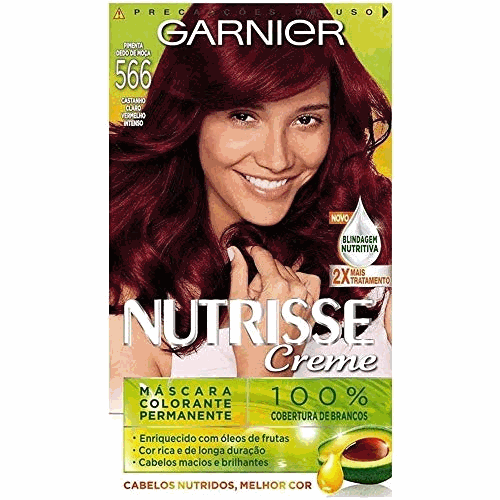 PRECAUÇÕES DE USO
GARNIER
PIMENTA
DEDO DE MOÇA
566
CASTANHO
CLARO
VERMELHO
INTENSO
NOVO
BLINDAGEM
NUTRITIVA
2X MAIS
TRATAMENTO
NUTRISSE
Creme
MÁSCARA
COLORANTE
PERMANENTE
100%
COBERTURA DE BRANCOS
• Enriquecido com óleos de frutas
• Cor rica e de longa duração
• Cabelos macios e brilhantes
CABELOS NUTRIDOS, MELHOR COR